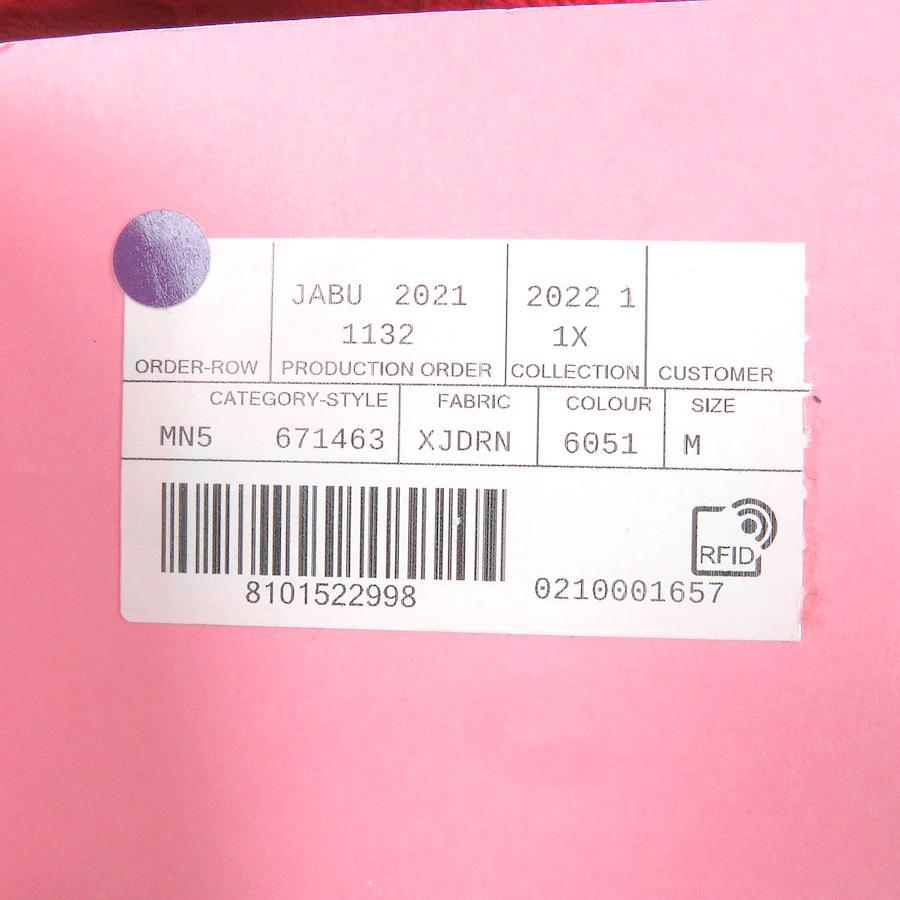 JABU 2021 2022 1
1132 1X
ORDER-ROW PRODUCTION ORDER COLLECTION CUSTOMER
CATEGORY-STYLE FABRIC COLOUR SIZE
MN5 671463 XJDRN 6051 M
RFID
8101522998 0210001657